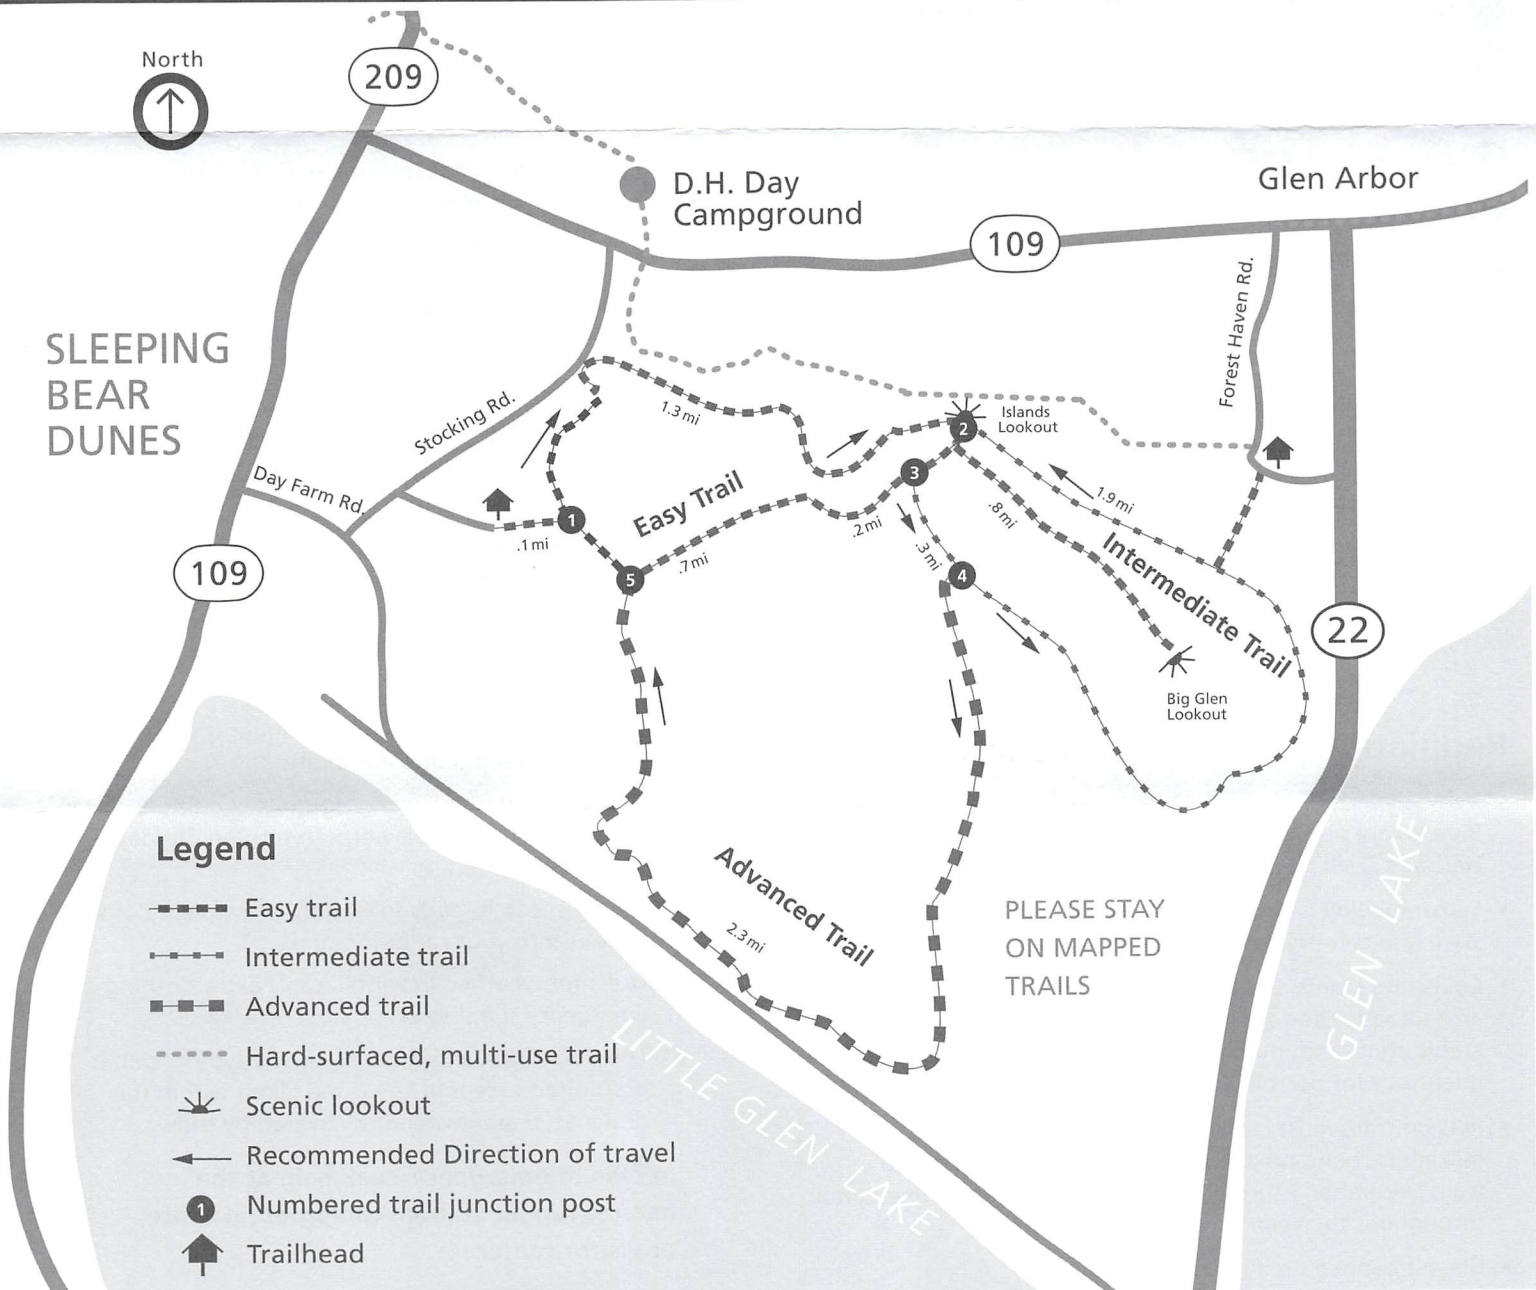 North
209
D.H. Day
Campground
Glen Arbor
109
Forest Haven Rd.
SLEEPING
BEAR
DUNES
Stocking Rd.
1.3 mi
Islands
Lookout
2
3
Day Farm Rd.
Easy Trail
1.9 mi
.8 mi
1
.1 mi
.2 mi
.3 mi
.7 mi
5
4
109
Intermediate Trail
22
Big Glen
Lookout
Legend
Easy trail
Intermediate trail
Advanced trail
Hard-surfaced, multi-use trail
Scenic lookout
Recommended Direction of travel
1
Numbered trail junction post
Trailhead
Advanced Trail
2.3 mi
PLEASE STAY
ON MAPPED
TRAILS
GLEN LAKE
LITTLE GLEN LAKE